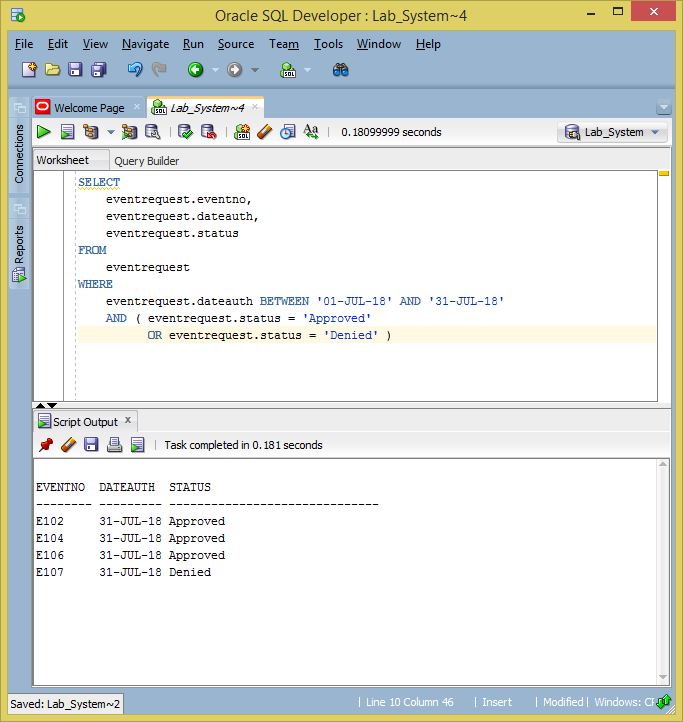 Oracle SQL Developer : Lab_System~4
File Edit View Navigate Run Source Team Tools Window Help
SQL
Welcome Page
SQL Lab_System~4
SQL Aa 0.18099999 seconds Lab_System
Connections
Reports
Worksheet Query Builder
SELECT
eventrequest.eventno,
eventrequest.dateauth,
eventrequest.status
FROM
eventrequest
WHERE
eventrequest.dateauth BETWEEN '01-JUL-18' AND '31-JUL-18'
AND ( eventrequest.status = 'Approved'
OR eventrequest.status = 'Denied' )
Script Output x
Task completed in 0.181 seconds
EVENTNO DATEAUTH STATUS
-------- --------- ------------------------------
E102 31-JUL-18 Approved
E104 31-JUL-18 Approved
E106 31-JUL-18 Approved
E107 31-JUL-18 Denied
Saved: Lab_System~2 Line 10 Column 46 Insert Modified Windows: